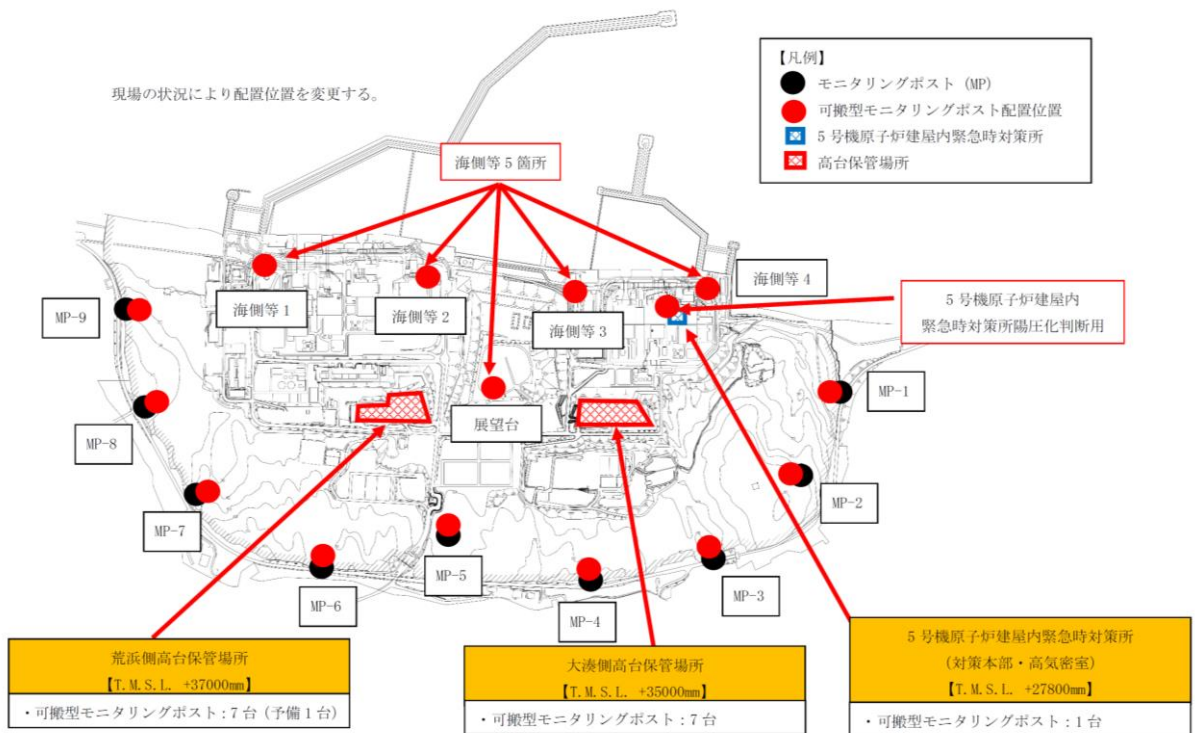 現場の状況により配置位置を変更する。
【凡例】
モニタリングポスト (MP)
可搬型モニタリングポスト配置位置
5 号機原子炉建屋内緊急時対策所
高台保管場所
海側等 5 箇所
海側等 1
海側等 2
海側等 3
海側等 4
5 号機原子炉建屋内
緊急時対策所陽圧化判断用
MP-9
MP-8
MP-7
MP-6
MP-5
MP-4
MP-3
MP-2
MP-1
展望台
荒浜側高台保管場所
【T.M.S.L. +37000mm】
・可搬型モニタリングポスト：7 台 (予備 1 台)
大湊側高台保管場所
【T.M.S.L. +35000mm】
・可搬型モニタリングポスト：7 台
5 号機原子炉建屋内緊急時対策所
(対策本部・高気密室)
【T.M.S.L. +27800mm】
・可搬型モニタリングポスト：1 台